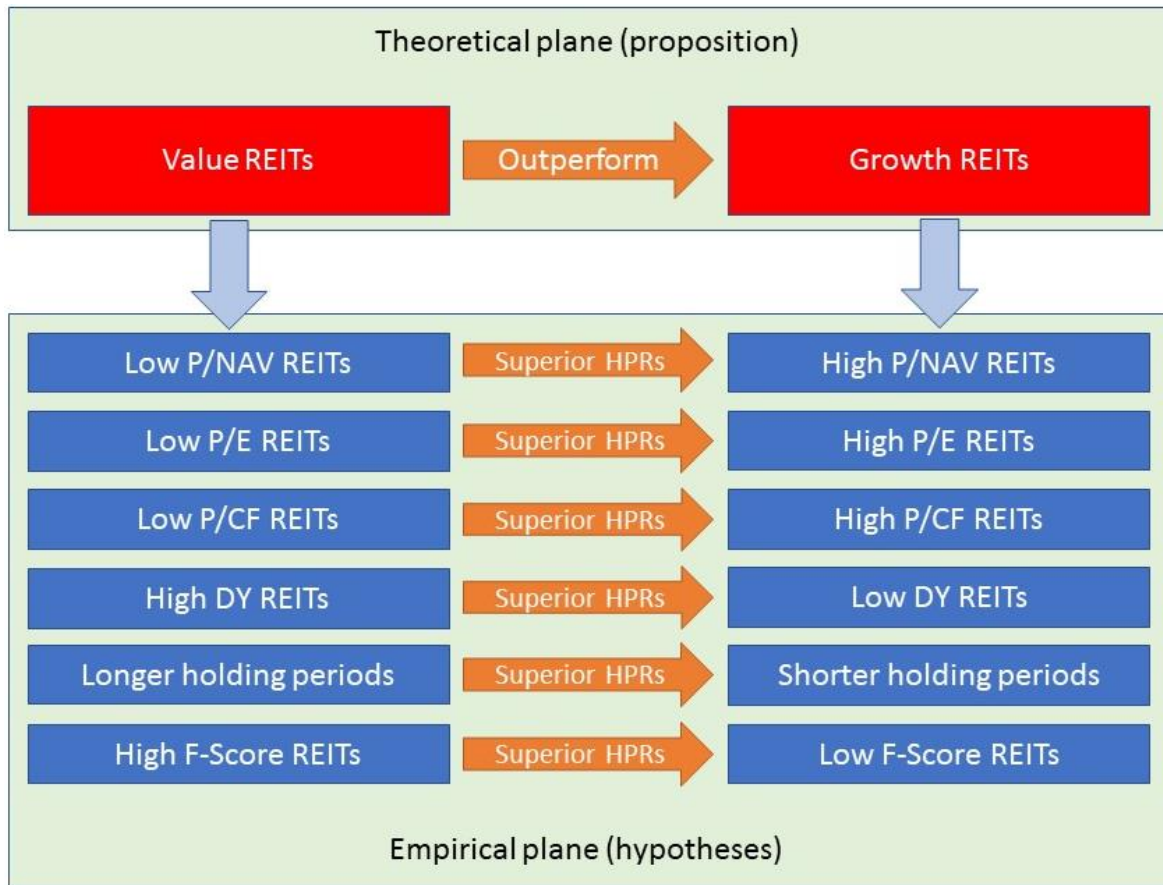 Theoretical plane (proposition)
Value REITs
Outperform
Growth REITs
Low P/NAV REITs
Superior HPRs
High P/NAV REITs
Low P/E REITs
Superior HPRs
High P/E REITs
Low P/CF REITs
Superior HPRs
High P/CF REITs
High DY REITs
Superior HPRs
Low DY REITs
Longer holding periods
Superior HPRs
Shorter holding periods
High F-Score REITs
Superior HPRs
Low F-Score REITs
Empirical plane (hypotheses)